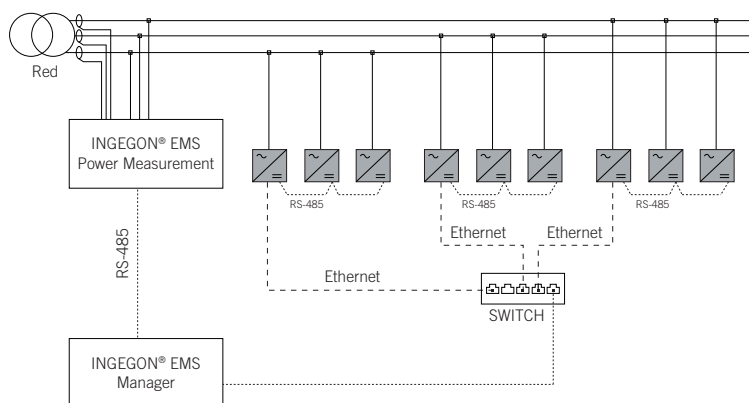 Red
INGEGON® EMS
Power Measurement
RS-485
RS-485
RS-485
RS-485
Ethernet
Ethernet
Ethernet
SWITCH
INGEGON® EMS
Manager